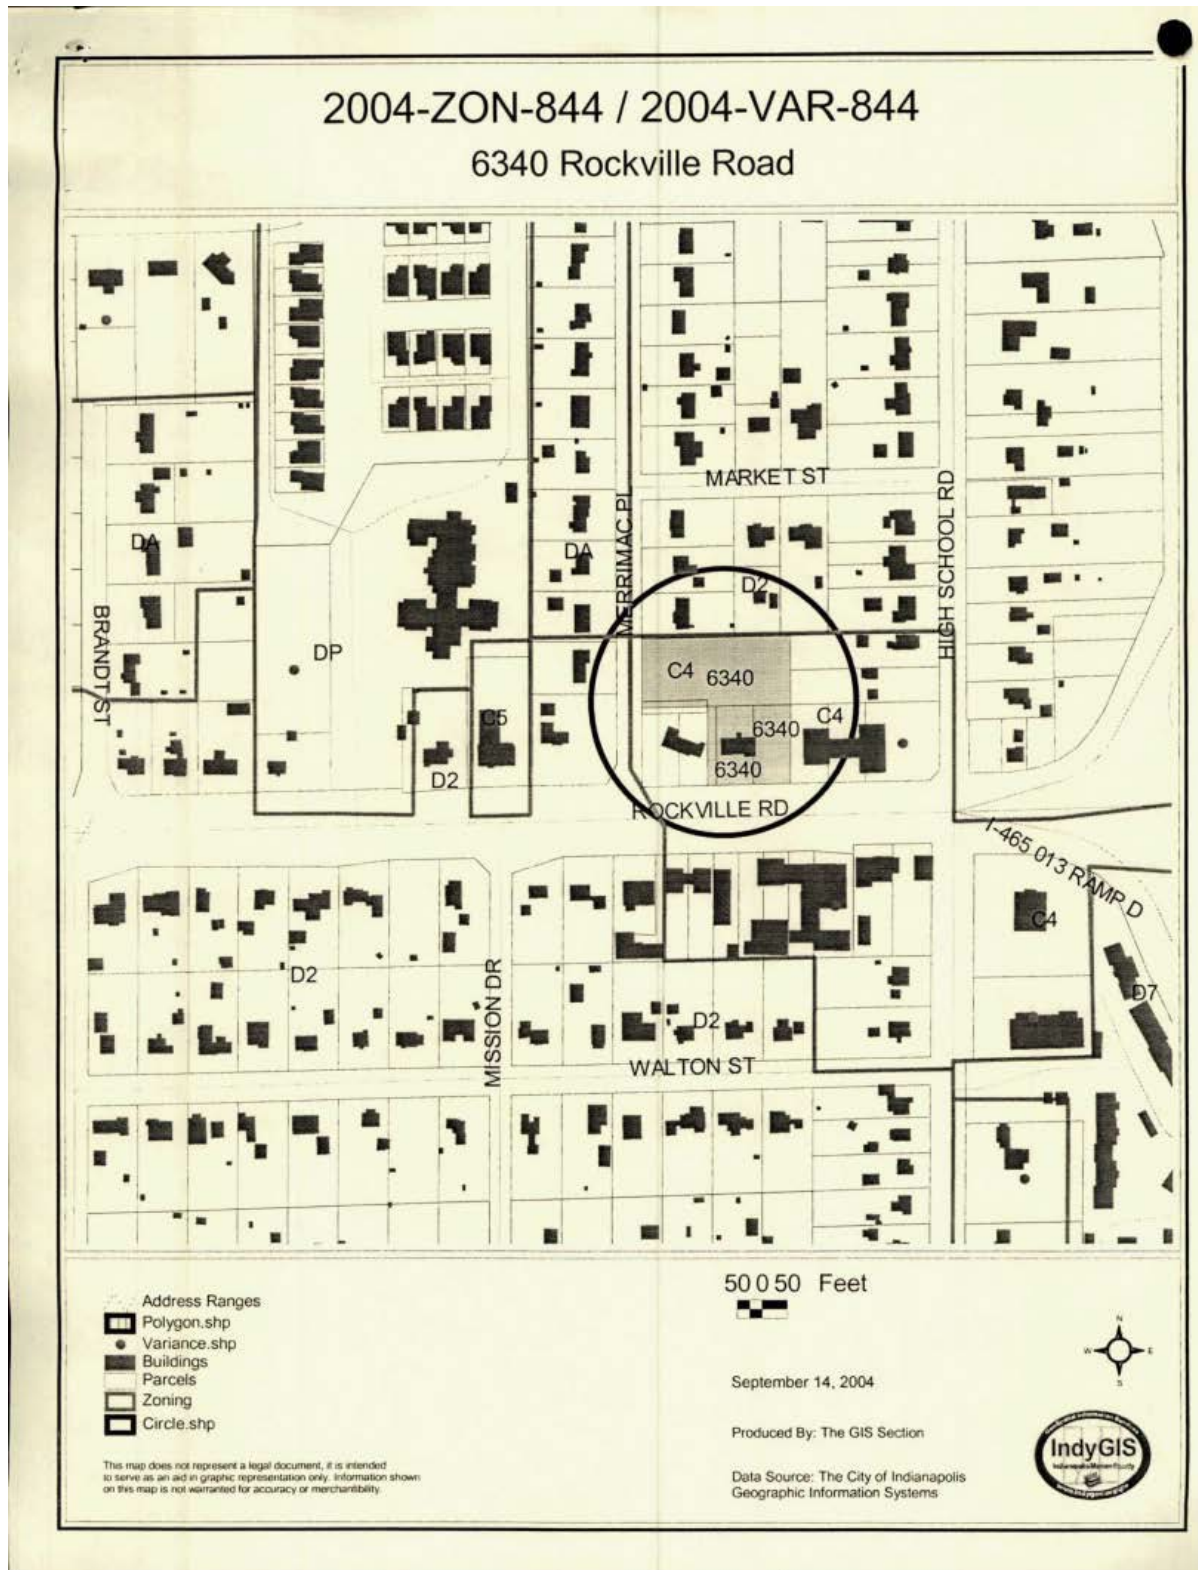 2004-ZON-844 / 2004-VAR-844
6340 Rockville Road
MARKET ST
MERRIMAC PL
HIGH SCHOOL RD
DA
DA
D2
BRANDT ST
DP
C4 6340
C5
C4
6340
6340
D2
ROCKVILLE RD
I-465 013 RAMP D
C4
D2
MISSION DR
D7
D2
WALTON ST
50 0 50 Feet
Address Ranges
Polygon.shp
Variance.shp
Buildings
Parcels
Zoning
Circle.shp
N
W E
S
September 14, 2004
Produced By: The GIS Section
IndyGIS
This map does not represent a legal document, it is intended
to serve as an aid in graphic representation only. Information shown
on this map is not warranted for accuracy or merchantibility.
Data Source: The City of Indianapolis
Geographic Information Systems